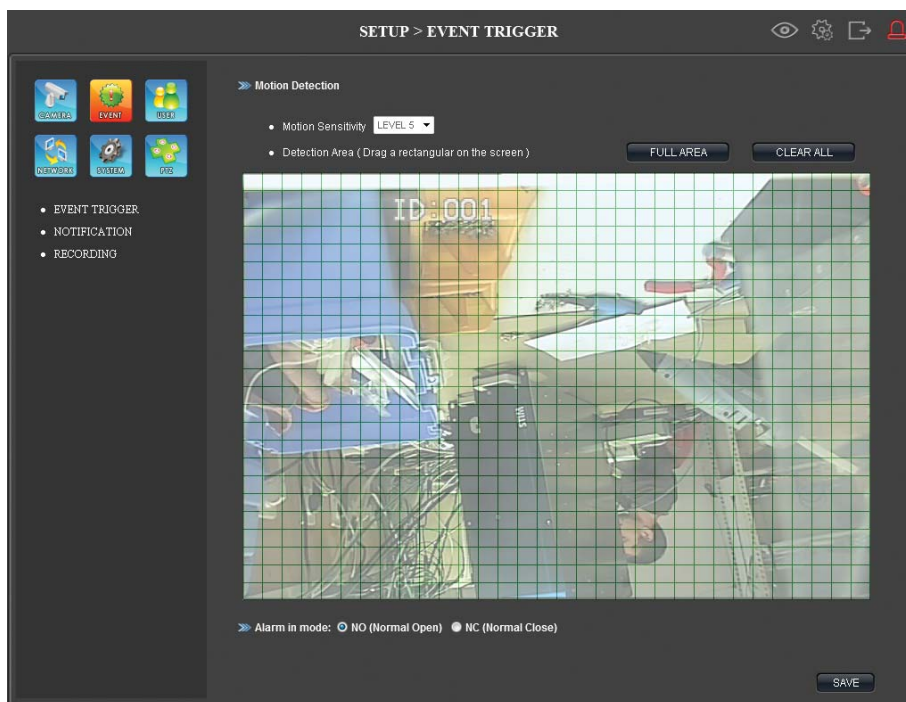 SETUP > EVENT TRIGGER
CAMERA
EVENT
USER
NETWORK
SYSTEM
PTZ
EVENT TRIGGER
NOTIFICATION
RECORDING
Motion Detection
Motion Sensitivity LEVEL 5
Detection Area ( Drag a rectangular on the screen )
FULL AREA
CLEAR ALL
ID:001
Alarm in mode: NO (Normal Open) NC (Normal Close)
SAVE